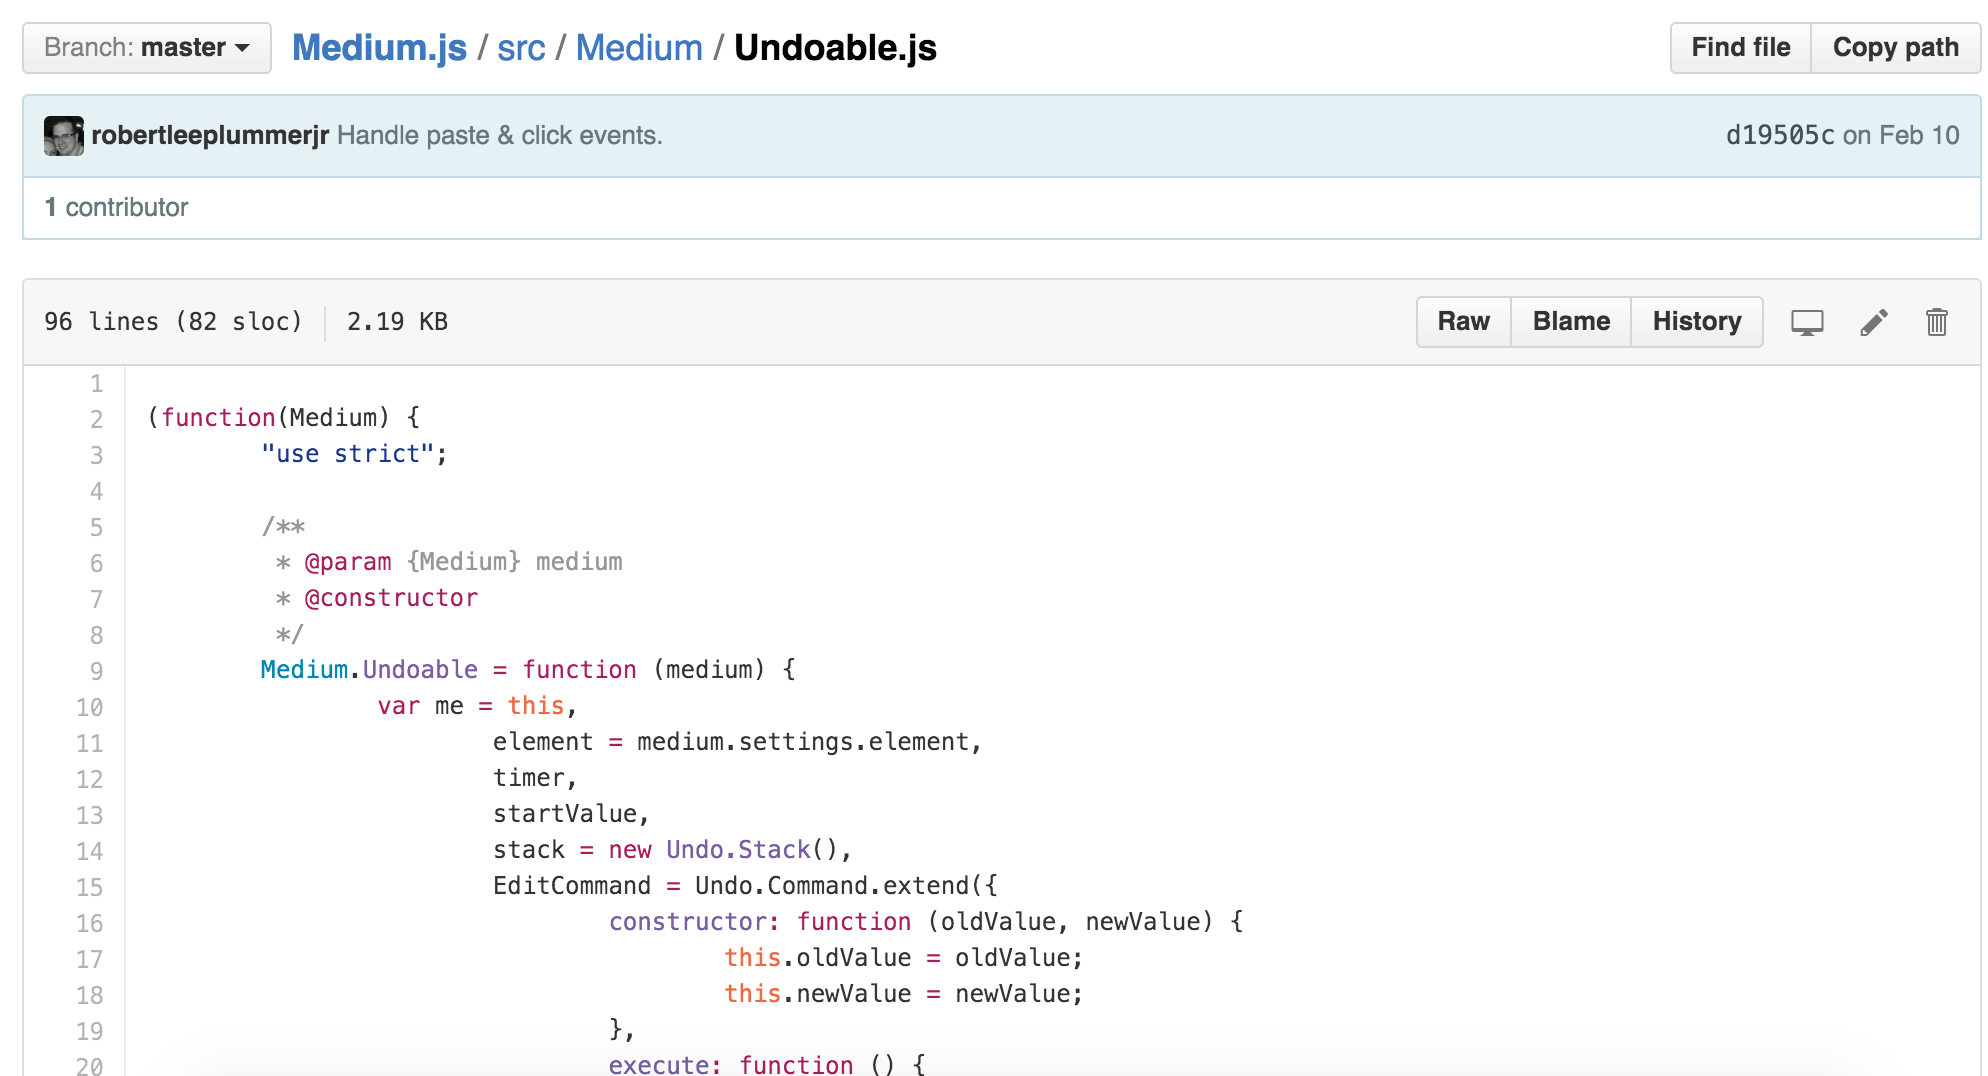 Branch: master Medium.js / src / Medium / Undoable.js Find file Copy path
robertleeplummerjr Handle paste & click events. d19505c on Feb 10
1 contributor
96 lines (82 sloc) 2.19 KB Raw Blame History
1
2 (function(Medium) {
3 "use strict";
4
5 /**
6 * @param {Medium} medium
7 * @constructor
8 */
9 Medium.Undoable = function (medium) {
10 var me = this,
11 element = medium.settings.element,
12 timer,
13 startValue,
14 stack = new Undo.Stack(),
15 EditCommand = Undo.Command.extend({
16 constructor: function (oldValue, newValue) {
17 this.oldValue = oldValue;
18 this.newValue = newValue;
19 },
20 execute: function () {